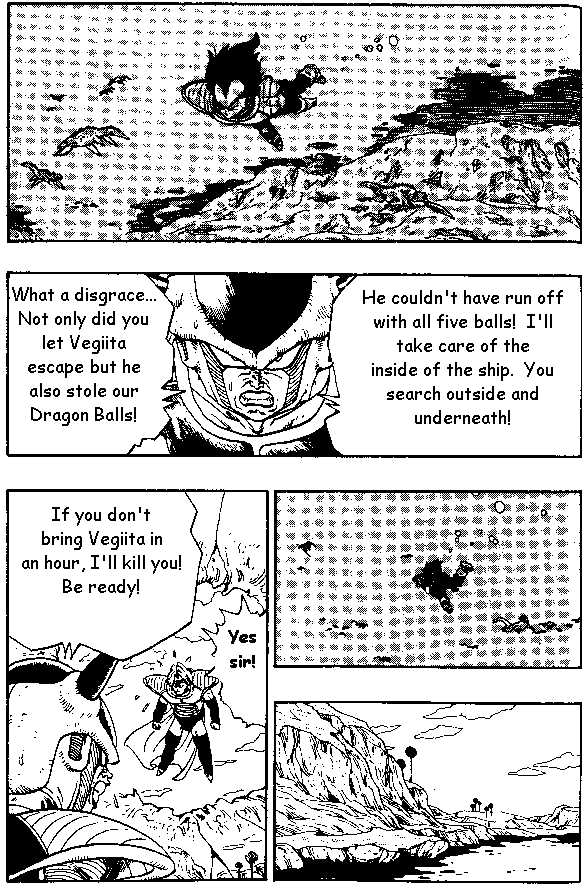 What a disgrace...
Not only did you
let Vegiita
escape but he
also stole our
Dragon Balls!
He couldn't have run off
with all five balls! I'll
take care of the
inside of the ship. You
search outside and
underneath!
If you don't
bring Vegiita in
an hour, I'll kill you!
Be ready!
Yes
sir!